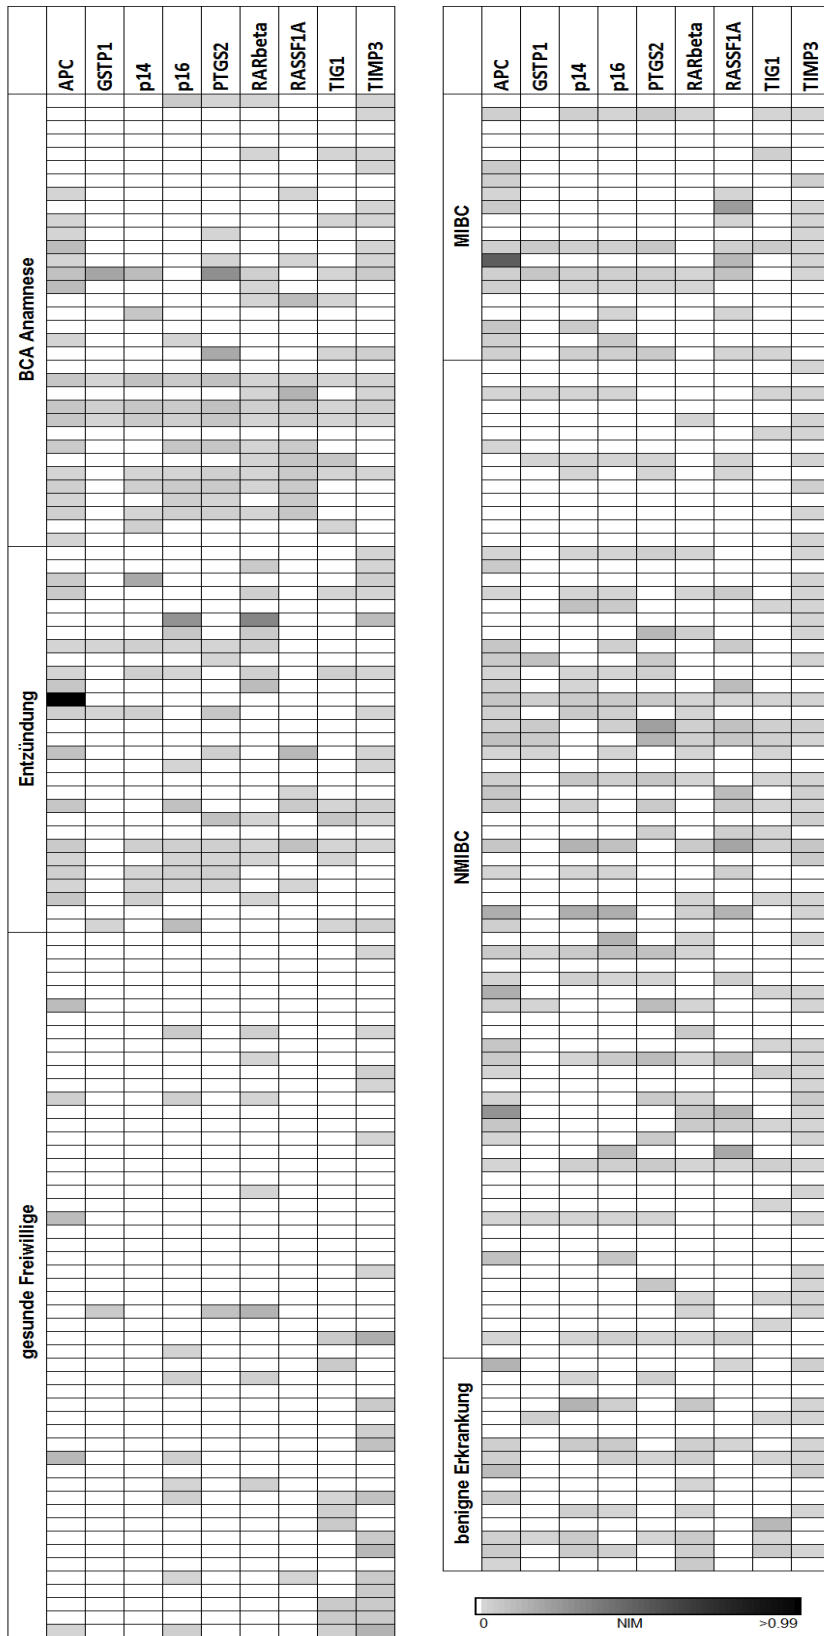 APC GSTP1 p14 p16 PTGS2 RARbeta RASSF1A TIG1 TIMP3
BCA Anamnese
Entzündung
gesunde Freiwillige
APC GSTP1 p14 p16 PTGS2 RARbeta RASSF1A TIG1 TIMP3
MIBC
NMIBC
benigne Erkrankung
0 NIM >0.99